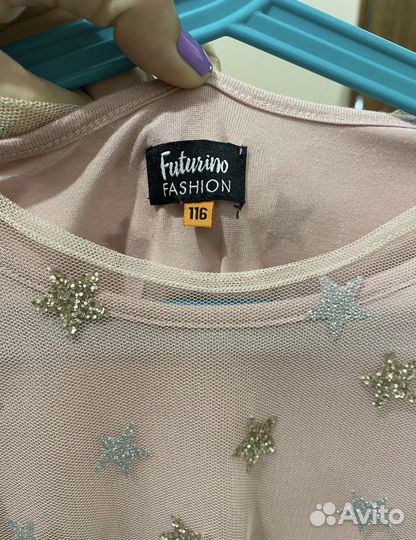 Futurino
FASHION
116
Avito